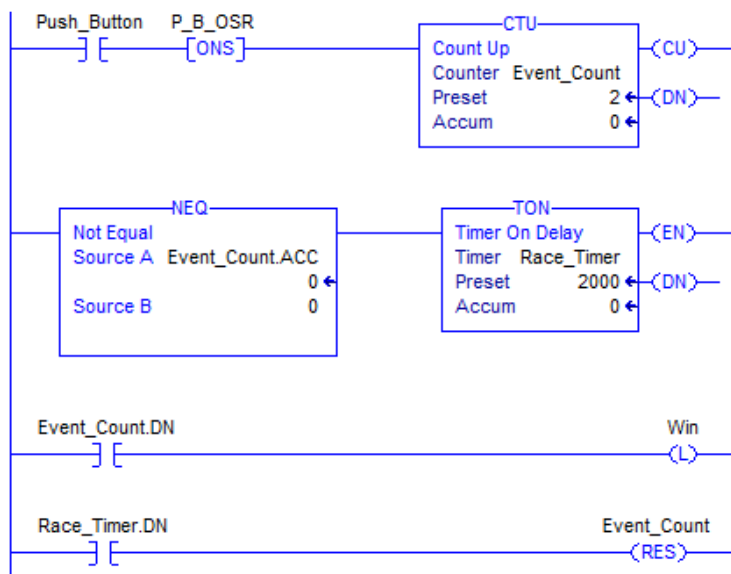 Push_Button P_B_OSR
ONS
CTU
Count Up
Counter Event_Count
Preset 2
Accum 0
CU
DN
NEQ
Not Equal
Source A Event_Count.ACC
0
Source B 0
TON
Timer On Delay
Timer Race_Timer
Preset 2000
Accum 0
EN
DN
Event_Count.DN Win
L
Race_Timer.DN Event_Count
RES